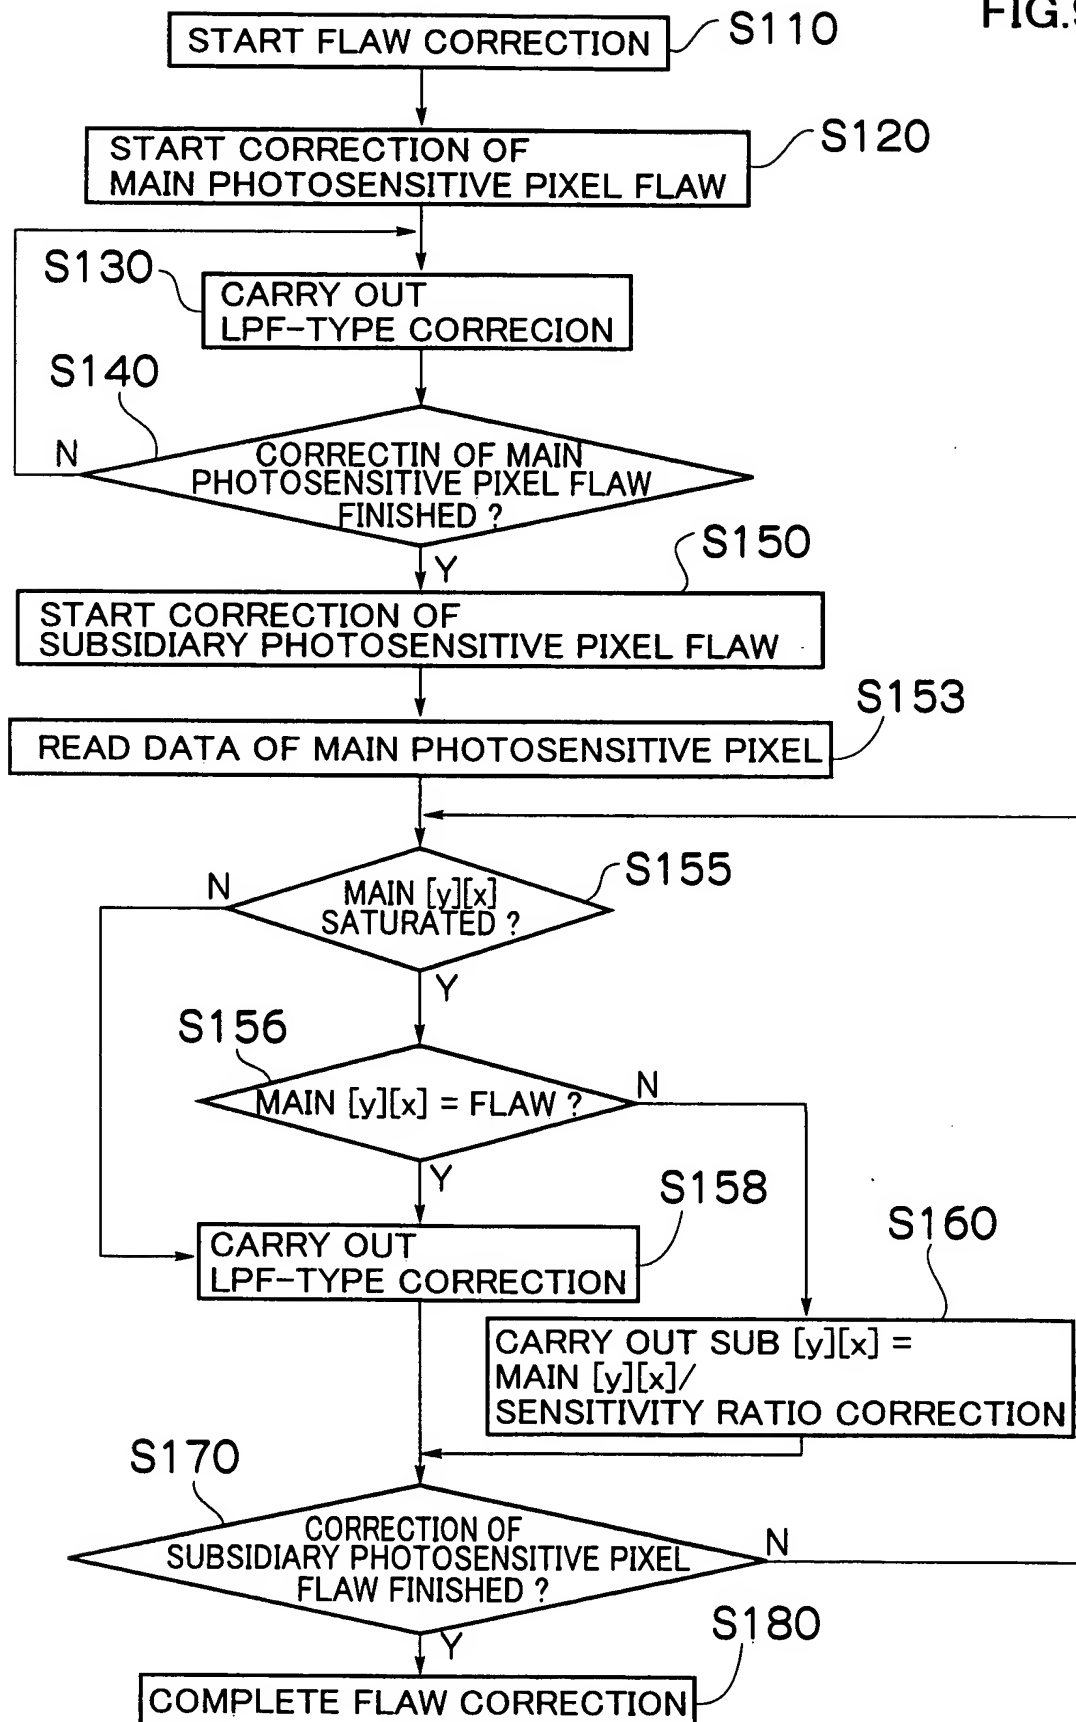 FIG.9
START FLAW CORRECTION
S110
START CORRECTION OF
MAIN PHOTOSENSITIVE PIXEL FLAW
S120
S130
CARRY OUT
LPF-TYPE CORRECION
S140
N
CORRECTIN OF MAIN
PHOTOSENSITIVE PIXEL FLAW
FINISHED ?
Y
S150
START CORRECTION OF
SUBSIDIARY PHOTOSENSITIVE PIXEL FLAW
S153
READ DATA OF MAIN PHOTOSENSITIVE PIXEL
S155
N
MAIN [y][x]
SATURATED ?
Y
S156
MAIN [y][x] = FLAW ?
N
Y
S158
CARRY OUT
LPF-TYPE CORRECTION
S160
CARRY OUT SUB [y][x] =
MAIN [y][x]/
SENSITIVITY RATIO CORRECTION
S170
CORRECTION OF
SUBSIDIARY PHOTOSENSITIVE PIXEL
FLAW FINISHED ?
N
Y
S180
COMPLETE FLAW CORRECTION